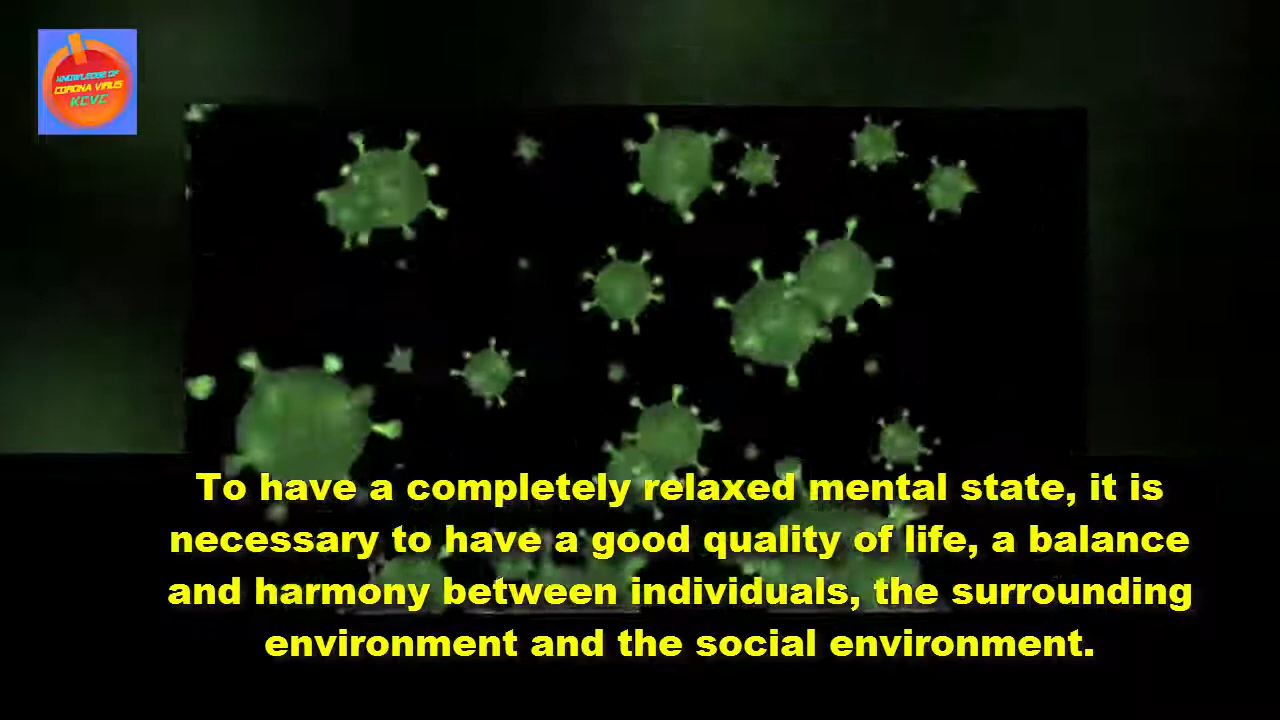 KNOWLEDGE OF
CORONA VIRUS
KCVC
To have a completely relaxed mental state, it is
necessary to have a good quality of life, a balance
and harmony between individuals, the surrounding
environment and the social environment.